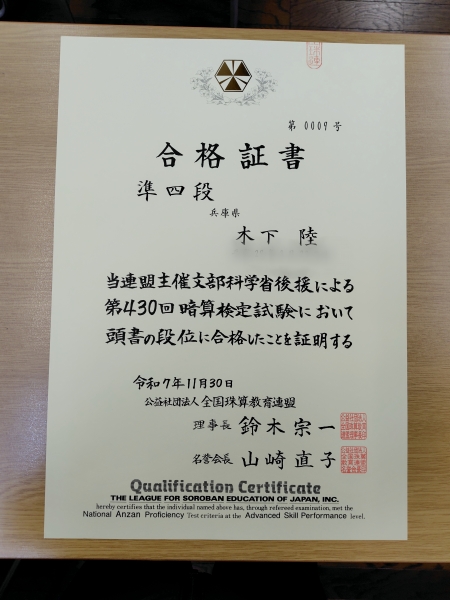 第 0009 号
合格証書
準四段
兵庫県
木下 陸
当連盟主催文部科学省後援による
第430回暗算検定試験において
頭書の段位に合格したことを証明する
令和7年11月30日
公益社団法人 全国珠算教育連盟
理事長 鈴木宗一
名誉会長 山崎直子
Qualification Certificate
THE LEAGUE FOR SOROBAN EDUCATION OF JAPAN, INC.
hereby certifies that the individual named above has, through refereed examination, met the
National Anzan Proficiency Test criteria at the Advanced Skill Performance level.